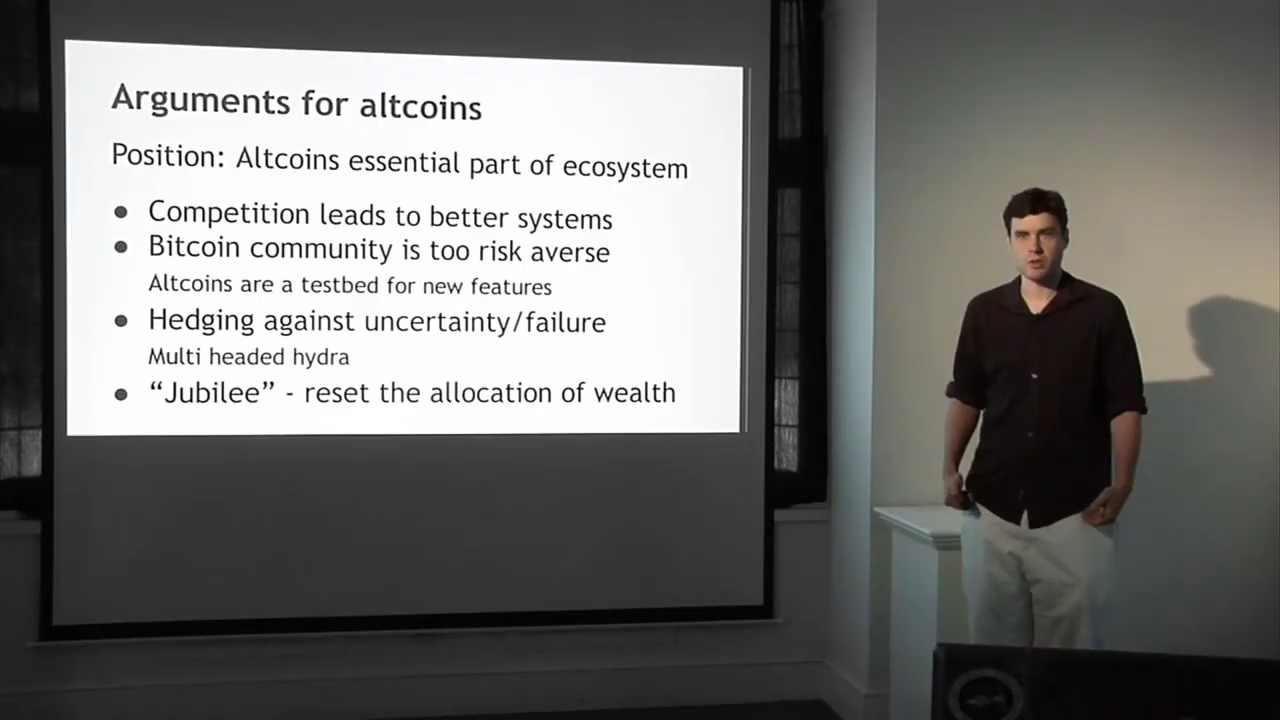 Arguments for altcoins
Position: Altcoins essential part of ecosystem
● Competition leads to better systems
● Bitcoin community is too risk averse
Altcoins are a testbed for new features
● Hedging against uncertainty/failure
Multi headed hydra
● “Jubilee” - reset the allocation of wealth